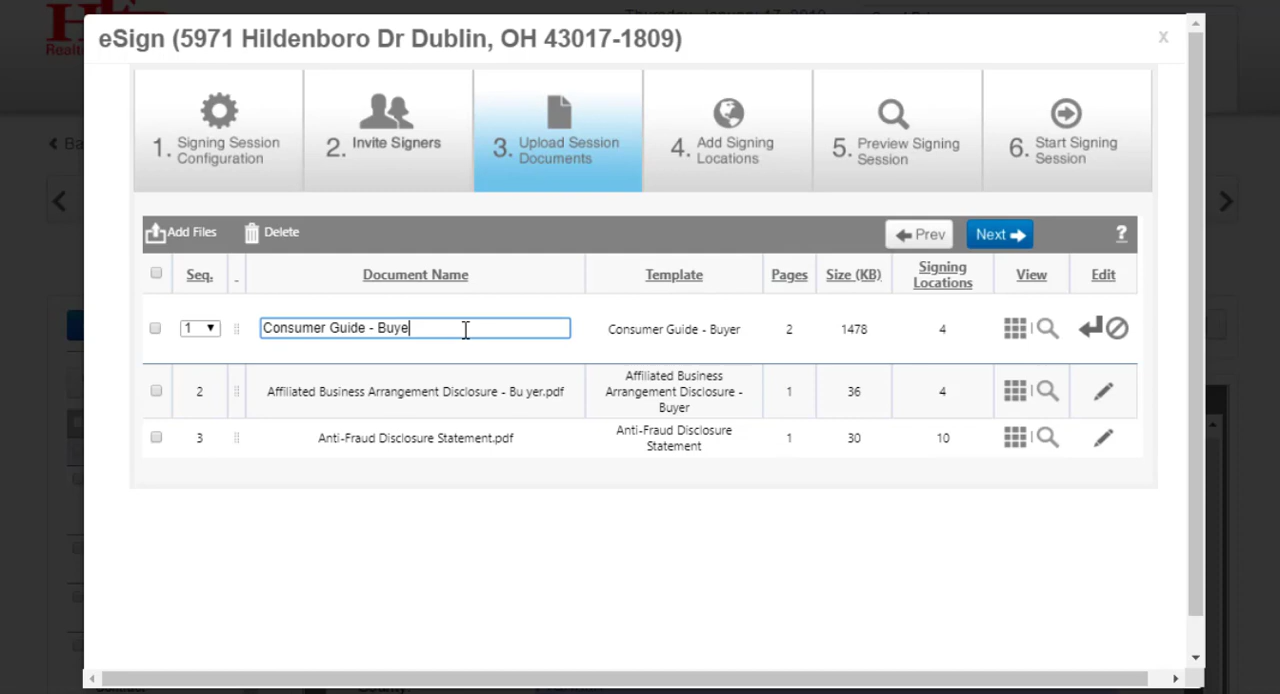 eSign (5971 Hildenboro Dr Dublin, OH 43017-1809)
x
1. Signing Session
Configuration
2. Invite Signers
3. Upload Session
Documents
4. Add Signing
Locations
5. Preview Signing
Session
6. Start Signing
Session
Add Files Delete Prev Next ?
Seq. . Document Name Template Pages Size (KB) Signing
Locations View Edit
1 Consumer Guide - Buye Consumer Guide - Buyer 2 1478 4
2 Affiliated Business Arrangement Disclosure - Bu yer.pdf Affiliated Business
Arrangement Disclosure -
Buyer 1 36 4
3 Anti-Fraud Disclosure Statement.pdf Anti-Fraud Disclosure
Statement 1 30 10